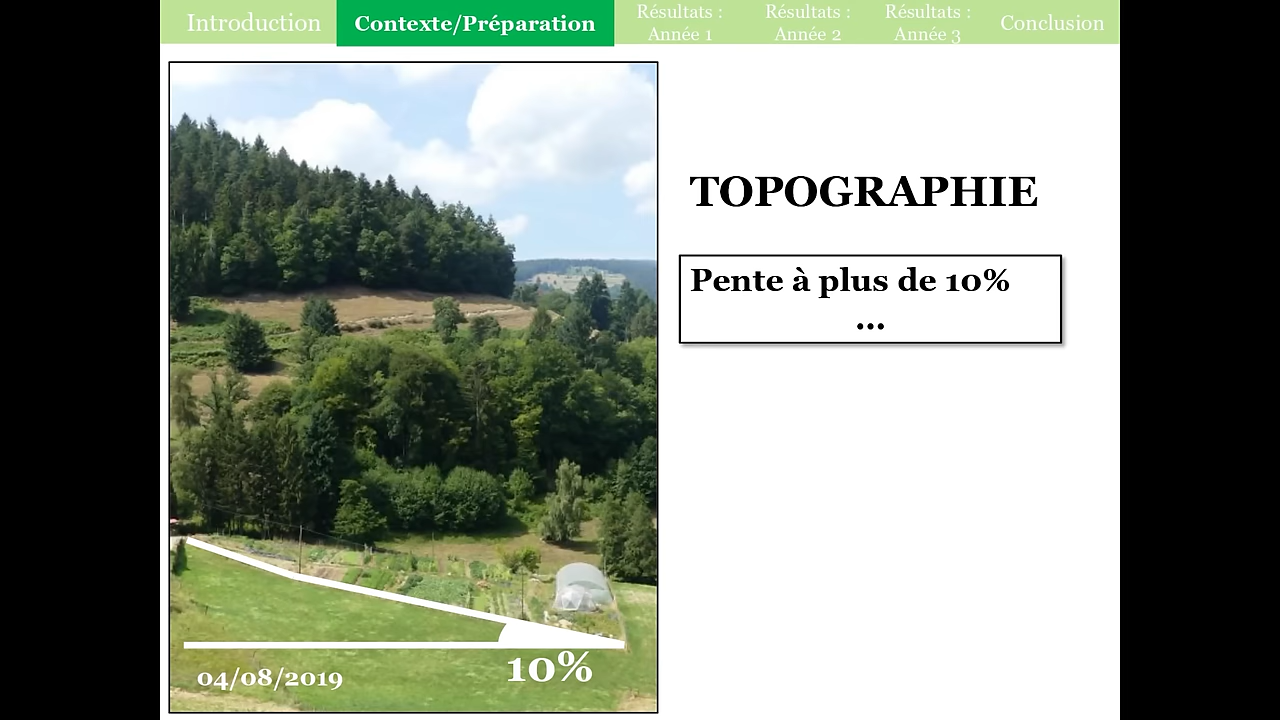 Introduction
Contexte/Préparation
Résultats :
Année 1
Résultats :
Année 2
Résultats :
Année 3
Conclusion
TOPOGRAPHIE
Pente à plus de 10%
...
10%
04/08/2019